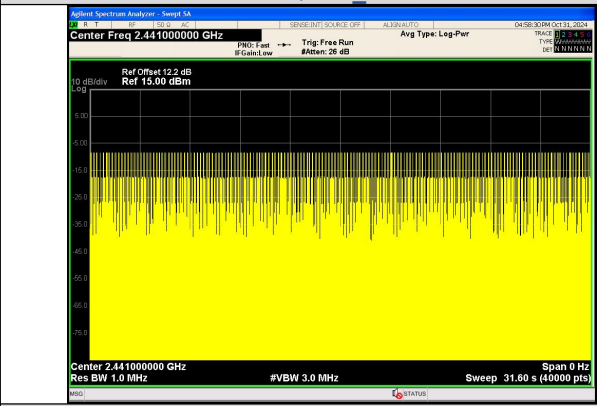 Agilent Spectrum Analyzer - Swept SA
R T RF 50 Ω AC SENSE:INT SOURCE OFF ALIGNAUTO 04:58:30 PM Oct 31, 2024
Center Freq 2.441000000 GHz Avg Type: Log-Pwr TRACE 1 2 3 4 5 6
PNO: Fast Trig: Free Run TYPE
IFGain:Low #Atten: 26 dB DET N N N N N N
Ref Offset 12.2 dB
10 dB/div Ref 15.00 dBm
Log
5.00
-5.00
-15.0
-25.0
-35.0
-45.0
-55.0
-65.0
-75.0
Center 2.441000000 GHz Span 0 Hz
Res BW 1.0 MHz #VBW 3.0 MHz Sweep 31.60 s (40000 pts)
MSG STATUS